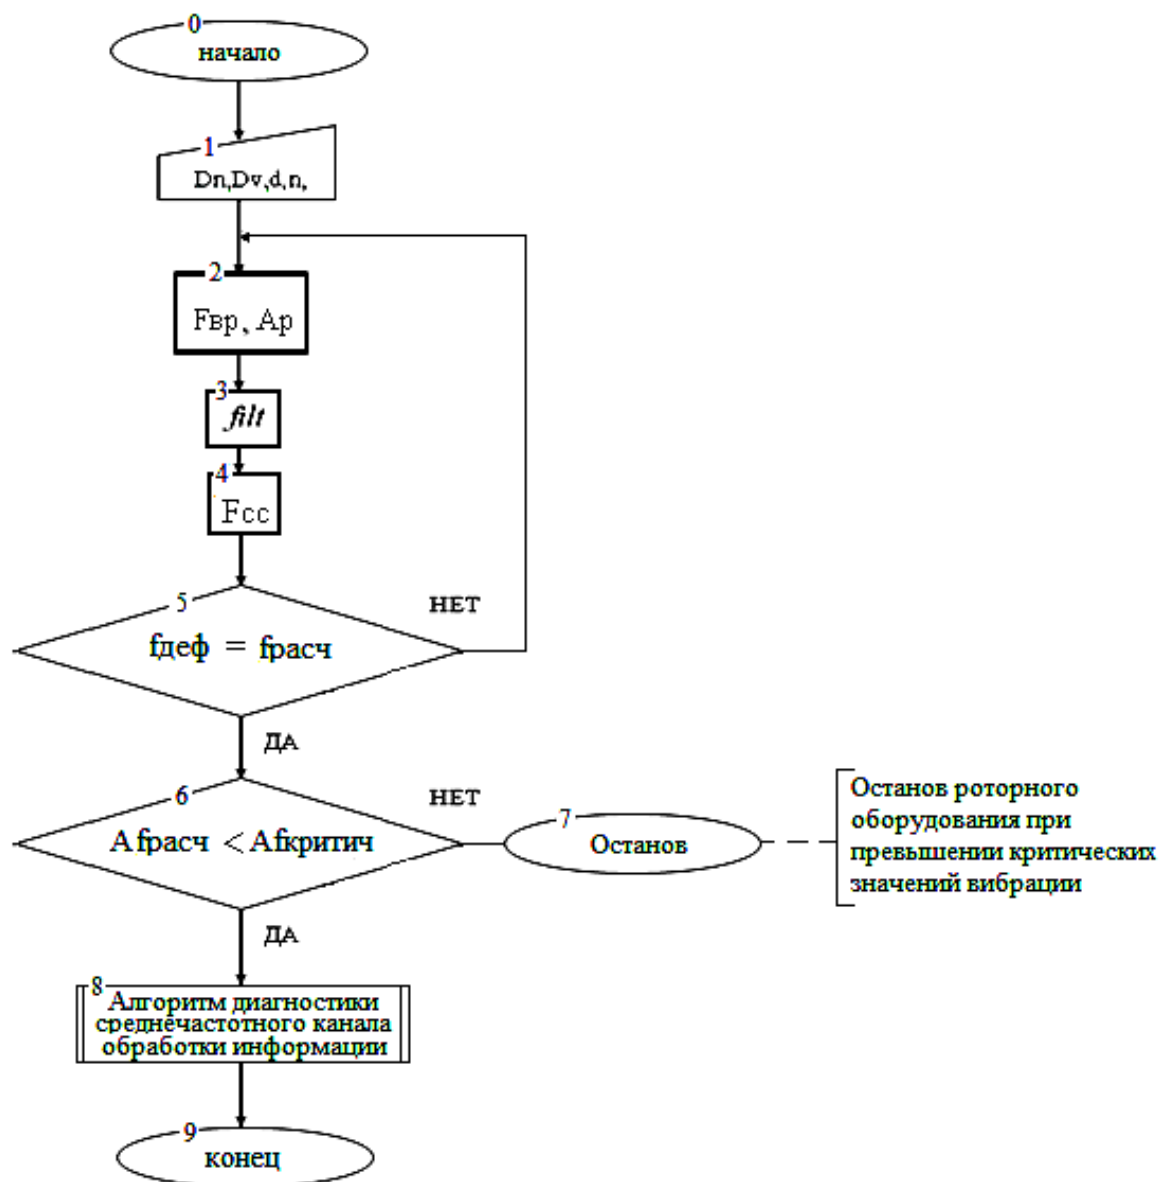 0
начало
1
Dn,Dv,d,n,
2
Fвр, Ap
3
filt
4
Fcc
5
НЕТ
fдеф = fрасч
ДА
6
НЕТ
Afрасч < Afкритич
7
Останов
Останов роторного
оборудования при
превышении критических
значений вибрации
ДА
8
Алгоритм диагностики
среднечастотного канала
обработки информации
9
конец